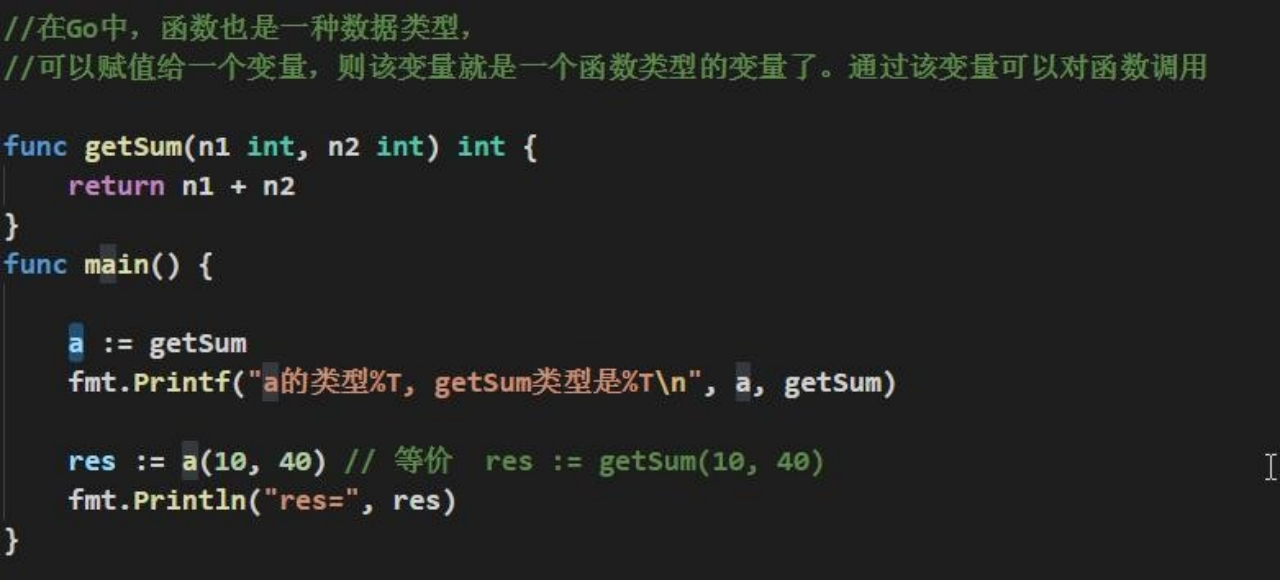 //在Go中，函数也是一种数据类型，
//可以赋值给一个变量，则该变量就是一个函数类型的变量了。通过该变量可以对函数调用
func getSum(n1 int, n2 int) int {
return n1 + n2
}
func main() {
a := getSum
fmt.Printf("a的类型%T, getSum类型是%T\n", a, getSum)
res := a(10, 40) // 等价  res := getSum(10, 40)
fmt.Println("res=", res)
}